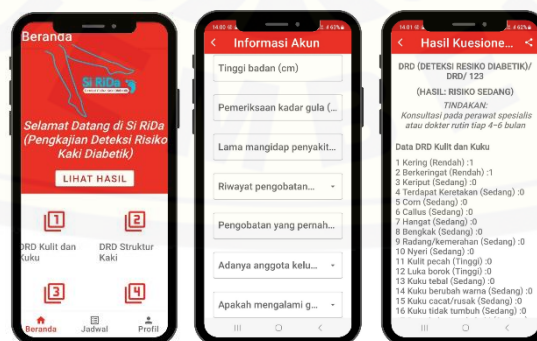 Beranda
Si RiDa
Selamat Datang di Si RiDa
(Pengkajian Deteksi Risiko
Kaki Diabetik)
LIHAT HASIL
1
2
DRD Kulit dan
Kuku
DRD Struktur
Kaki
3
4
Beranda
Jadwal
Profil
Informasi Akun
Tinggi badan (cm)
Pemeriksaan kadar gula (...
Lama mangidap penyakit...
Riwayat pengobatan...
Pengobatan yang pernah...
Adanya anggota kelu...
Apakah mengalami g...
Hasil Kuesione...
DRD (DETEKSI RESIKO DIABETIK)/
DRD/ 123
(HASIL: RISIKO SEDANG)
TINDAKAN:
Konsultasi pada perawat spesialis
atau dokter rutin tiap 4-6 bulan
Data DRD Kulit dan Kuku
1 Kering (Rendah) :1
2 Berkeringat (Rendah) :1
3 Keriput (Sedang) :0
4 Terdapat Keretakan (Sedang) :0
5 Corn (Sedang) :0
6 Callus (Sedang) :0
7 Hangat (Sedang) :0
8 Bengkak (Sedang) :0
9 Radang/kemerahan (Sedang) :0
10 Nyeri (Sedang) :0
11 Kulit pecah (Tinggi) :0
12 Luka borok (Tinggi) :0
13 Kuku tebal (Sedang) :0
14 Kuku berubah warna (Sedang) :0
15 Kuku cacat/rusak (Sedang) :0
16 Kuku tidak tumbuh (Sedang) :0